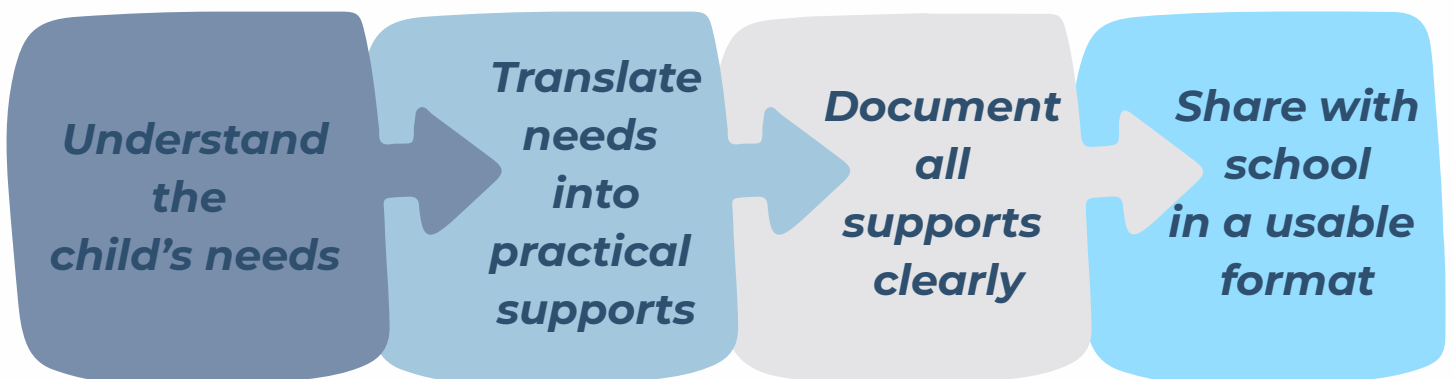 Understand
the
child’s needs
Translate
needs
into
practical
supports
Document
all
supports
clearly
Share with
school
in a usable
format